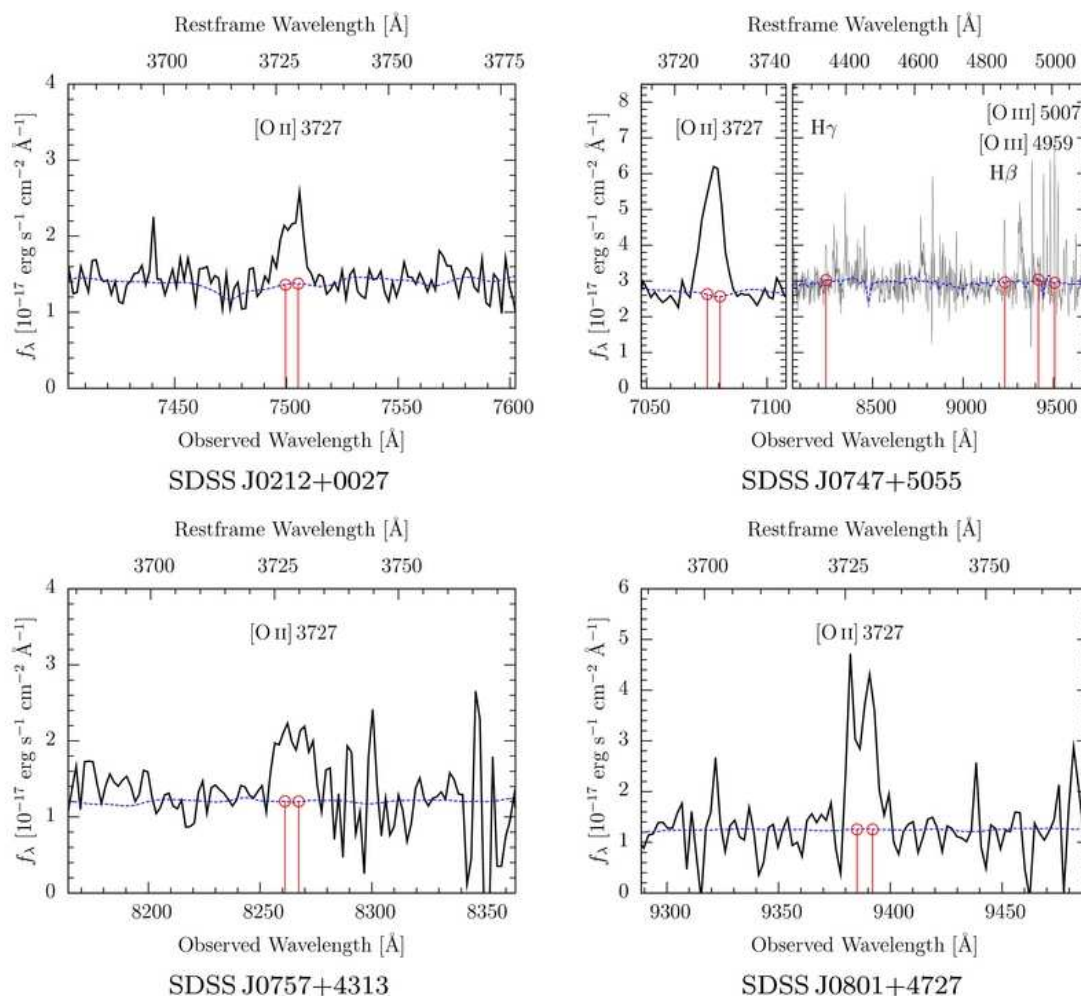 Restframe Wavelength [Å]
3700 3725 3750 3775
4
3
2
1
0
f_λ [10⁻¹⁷ erg s⁻¹ cm⁻² Å⁻¹]
[O II] 3727
7450 7500 7550 7600
Observed Wavelength [Å]
SDSS J0212+0027
Restframe Wavelength [Å]
3720 3740 4400 4600 4800 5000
8
7
6
5
4
3
2
1
0
f_λ [10⁻¹⁷ erg s⁻¹ cm⁻² Å⁻¹]
[O II] 3727
Hγ
[O III] 5007
[O III] 4959
Hβ
7050 7100 8500 9000 9500
Observed Wavelength [Å]
SDSS J0747+5055
Restframe Wavelength [Å]
3700 3725 3750
4
3
2
1
0
f_λ [10⁻¹⁷ erg s⁻¹ cm⁻² Å⁻¹]
[O II] 3727
8200 8250 8300 8350
Observed Wavelength [Å]
SDSS J0757+4313
Restframe Wavelength [Å]
3700 3725 3750
6
5
4
3
2
1
0
f_λ [10⁻¹⁷ erg s⁻¹ cm⁻² Å⁻¹]
[O II] 3727
9300 9350 9400 9450
Observed Wavelength [Å]
SDSS J0801+4727